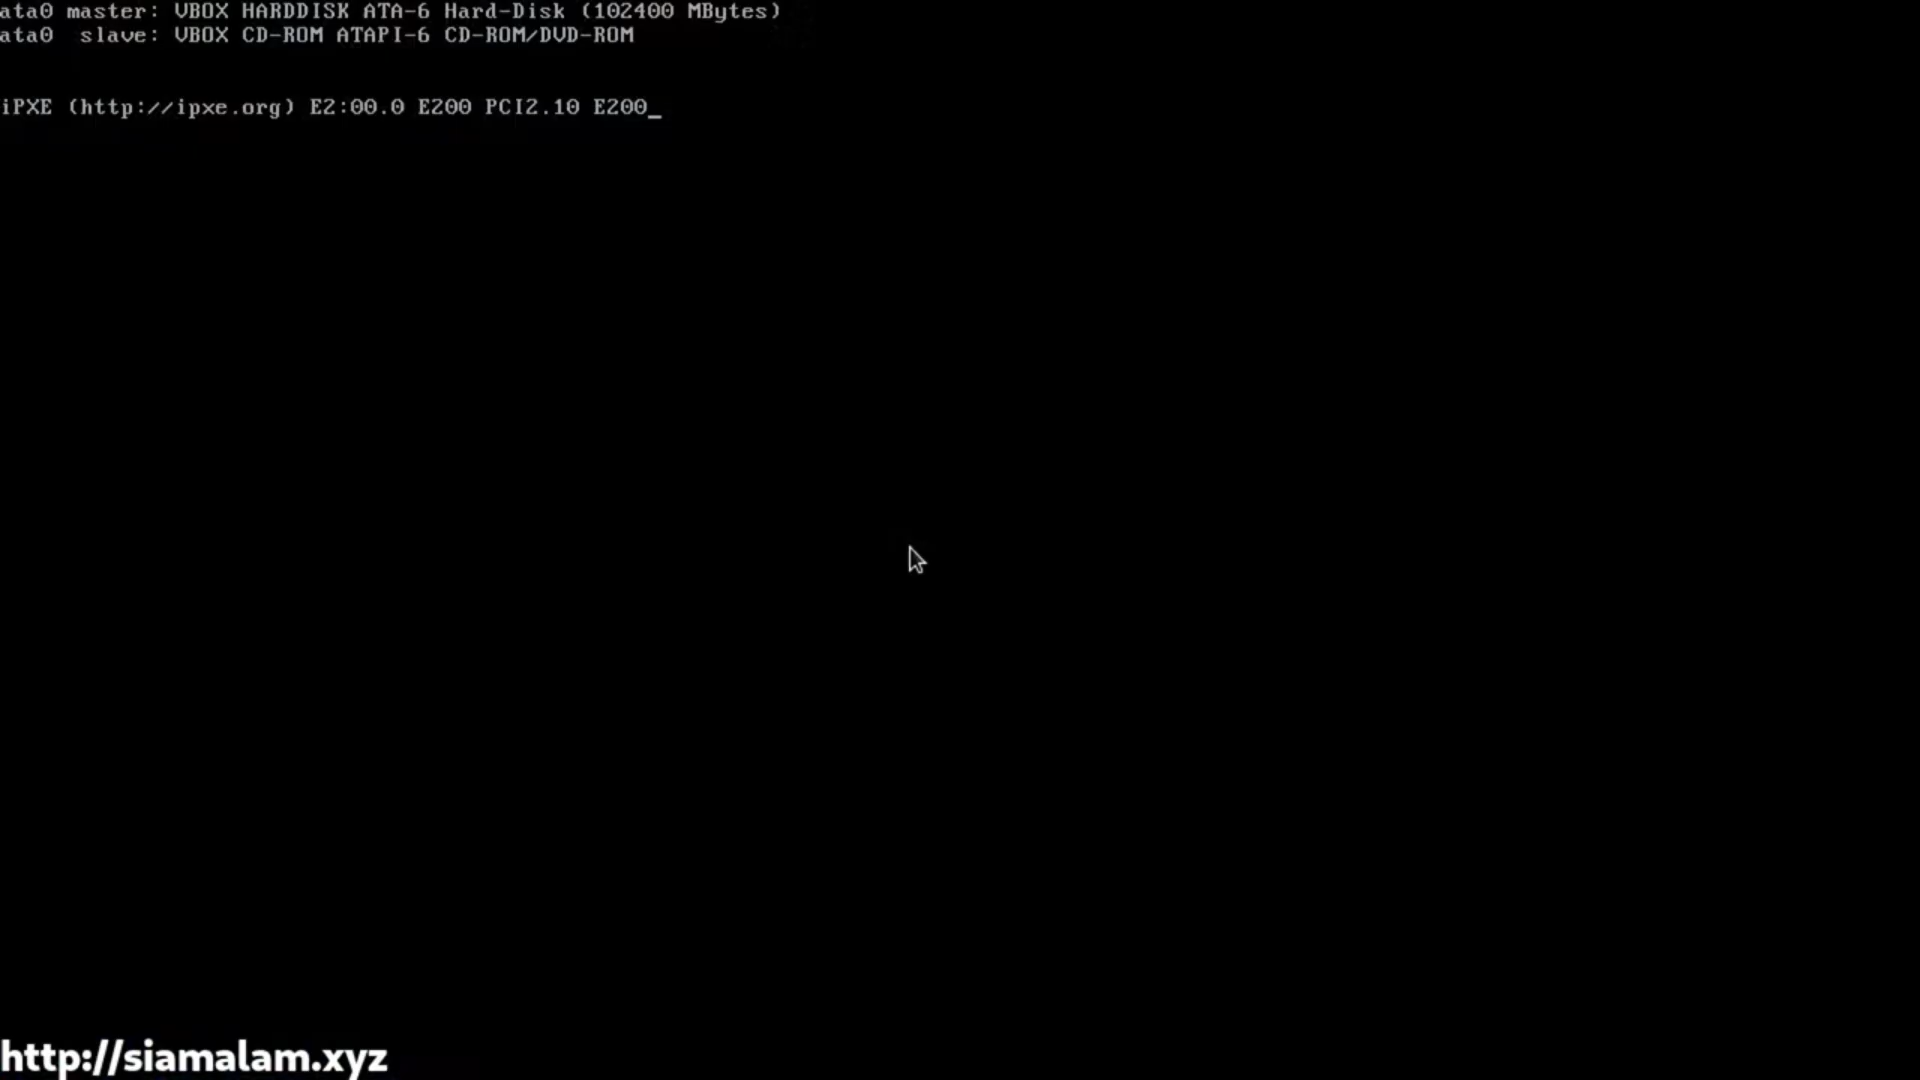 ata0 master: VBOX HARDDISK ATA-6 Hard-Disk (102400 MBytes)
ata0  slave: VBOX CD-ROM ATAPI-6 CD-ROM/DVD-ROM
iPXE (http://ipxe.org) E2:00.0 E200 PCI2.10 E200_
http://siamalam.xyz